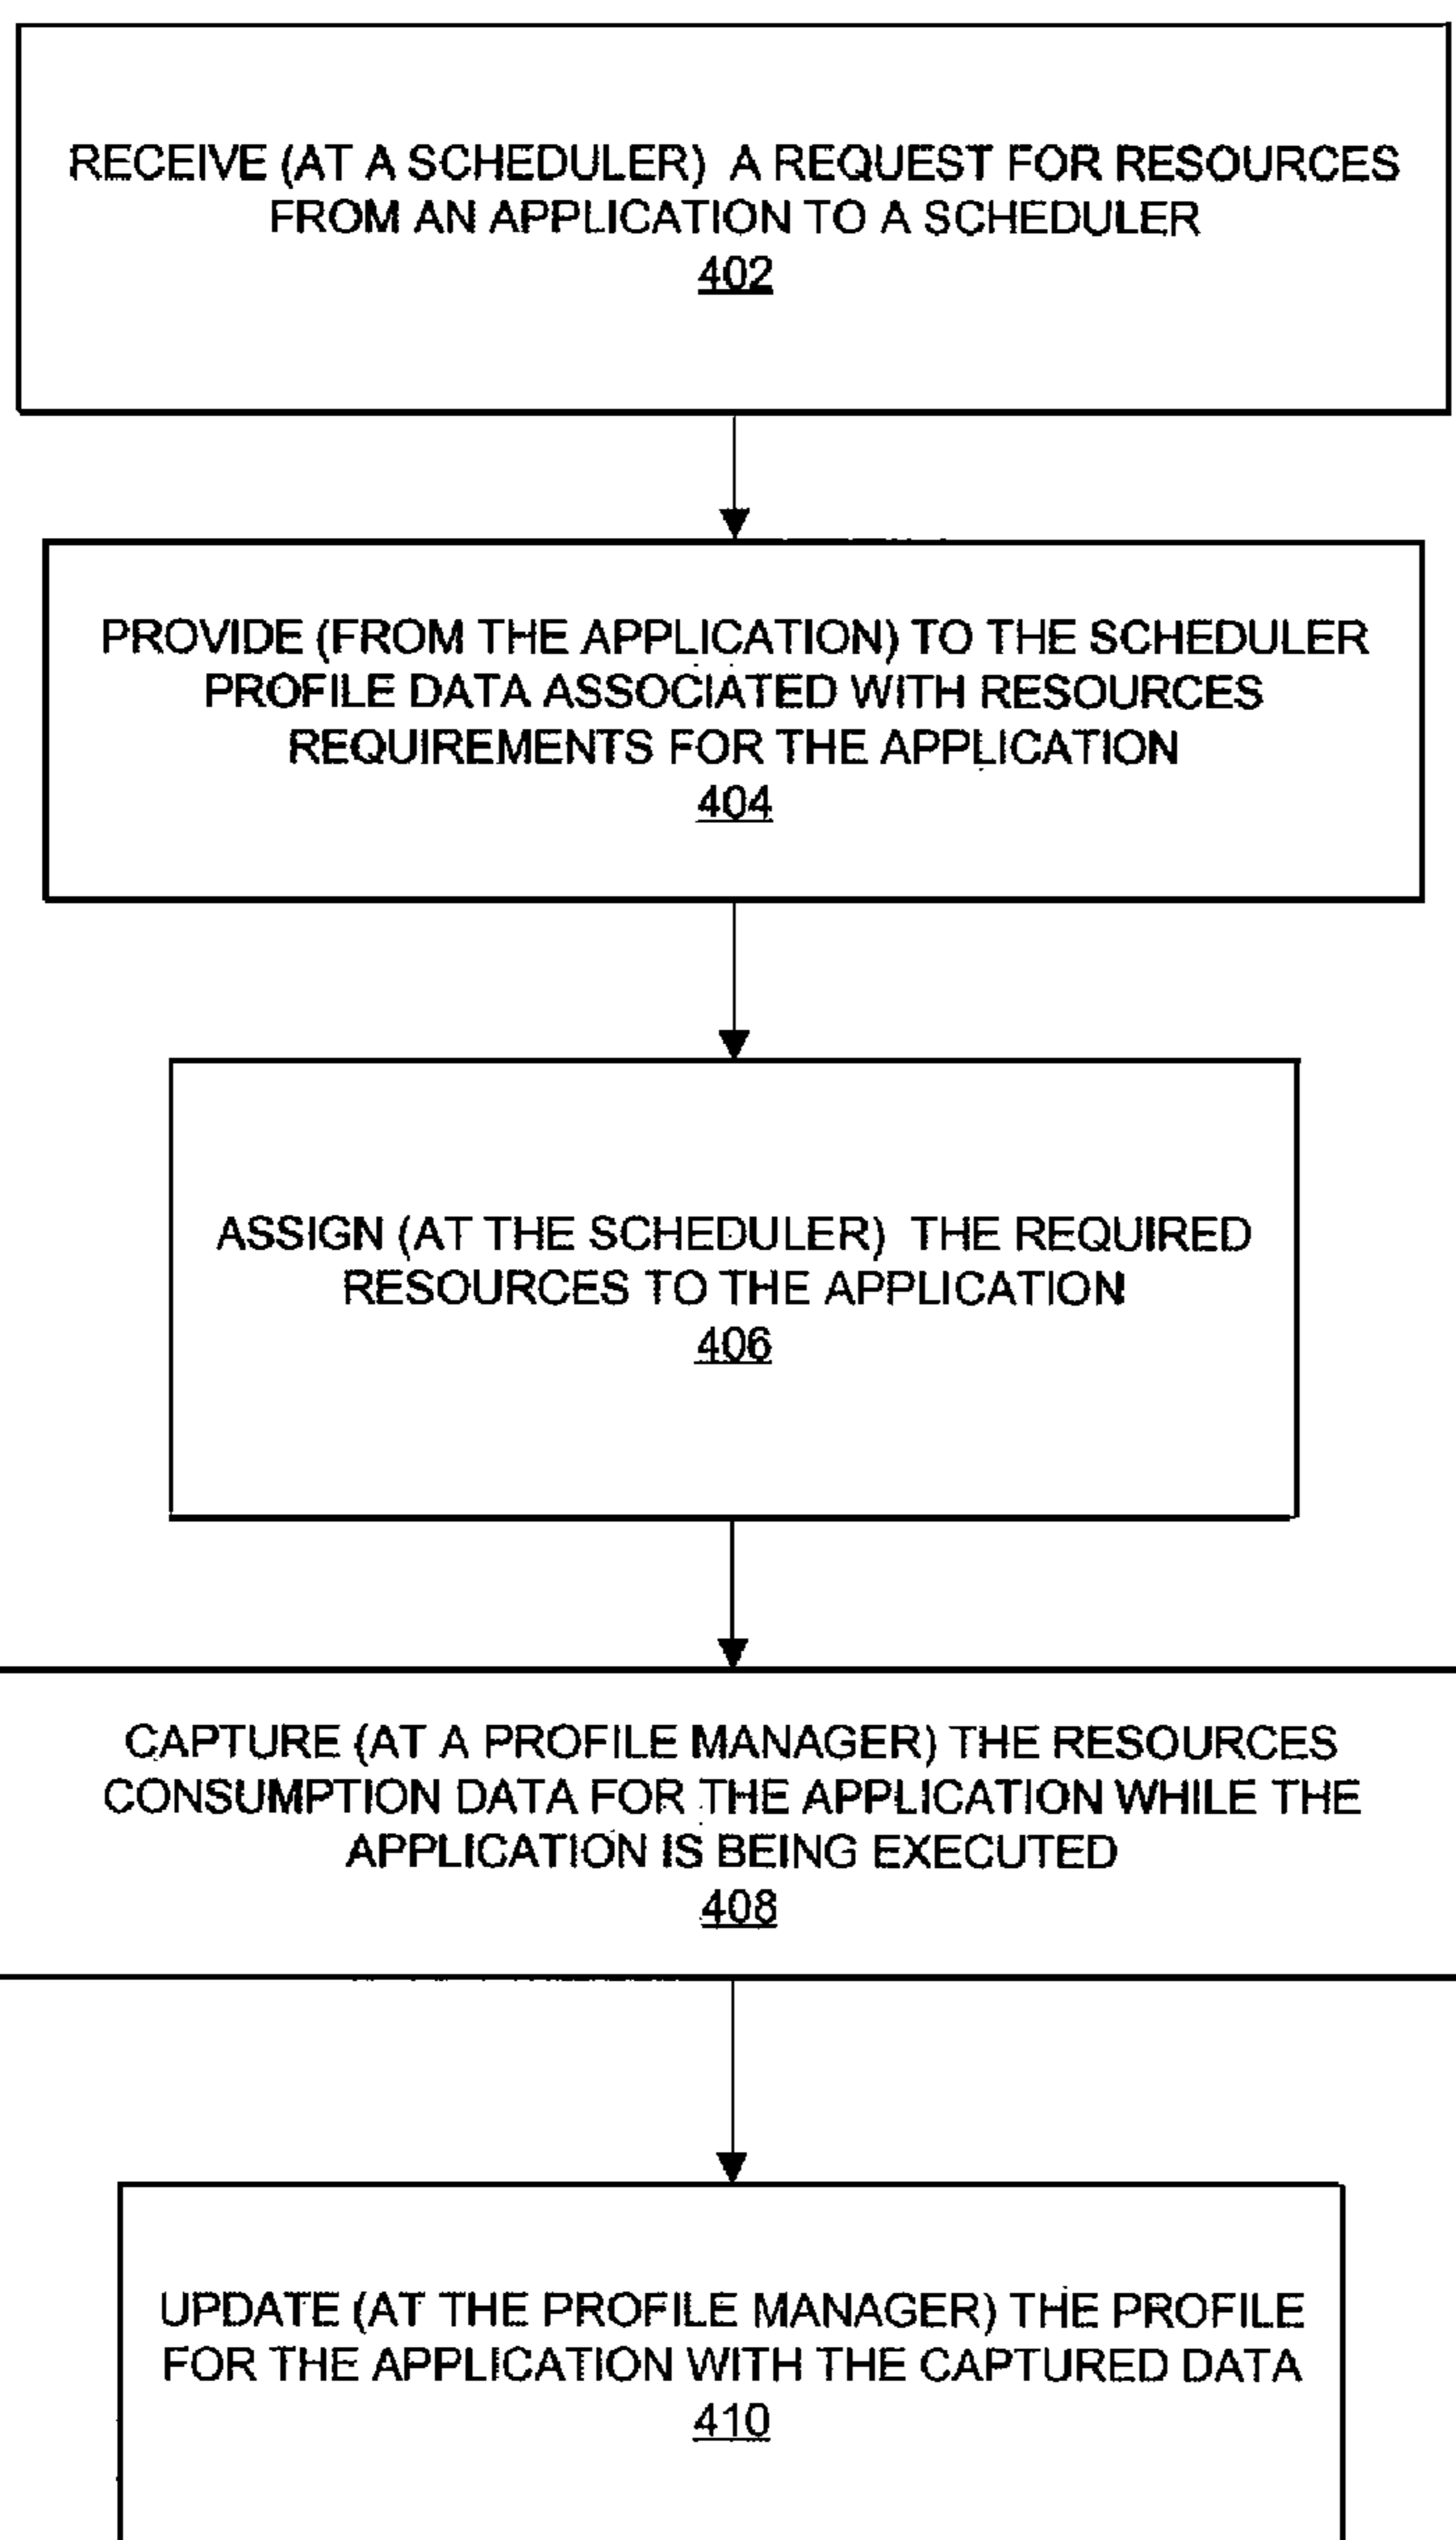 RECEIVE (AT A SCHEDULER) A REQUEST FOR RESOURCES
FROM AN APPLICATION TO A SCHEDULER
402
PROVIDE (FROM THE APPLICATION) TO THE SCHEDULER
PROFILE DATA ASSOCIATED WITH RESOURCES
REQUIREMENTS FOR THE APPLICATION
404
ASSIGN (AT THE SCHEDULER) THE REQUIRED
RESOURCES TO THE APPLICATION
406
CAPTURE (AT A PROFILE MANAGER) THE RESOURCES
CONSUMPTION DATA FOR THE APPLICATION WHILE THE
APPLICATION IS BEING EXECUTED
408
UPDATE (AT THE PROFILE MANAGER) THE PROFILE
FOR THE APPLICATION WITH THE CAPTURED DATA
410